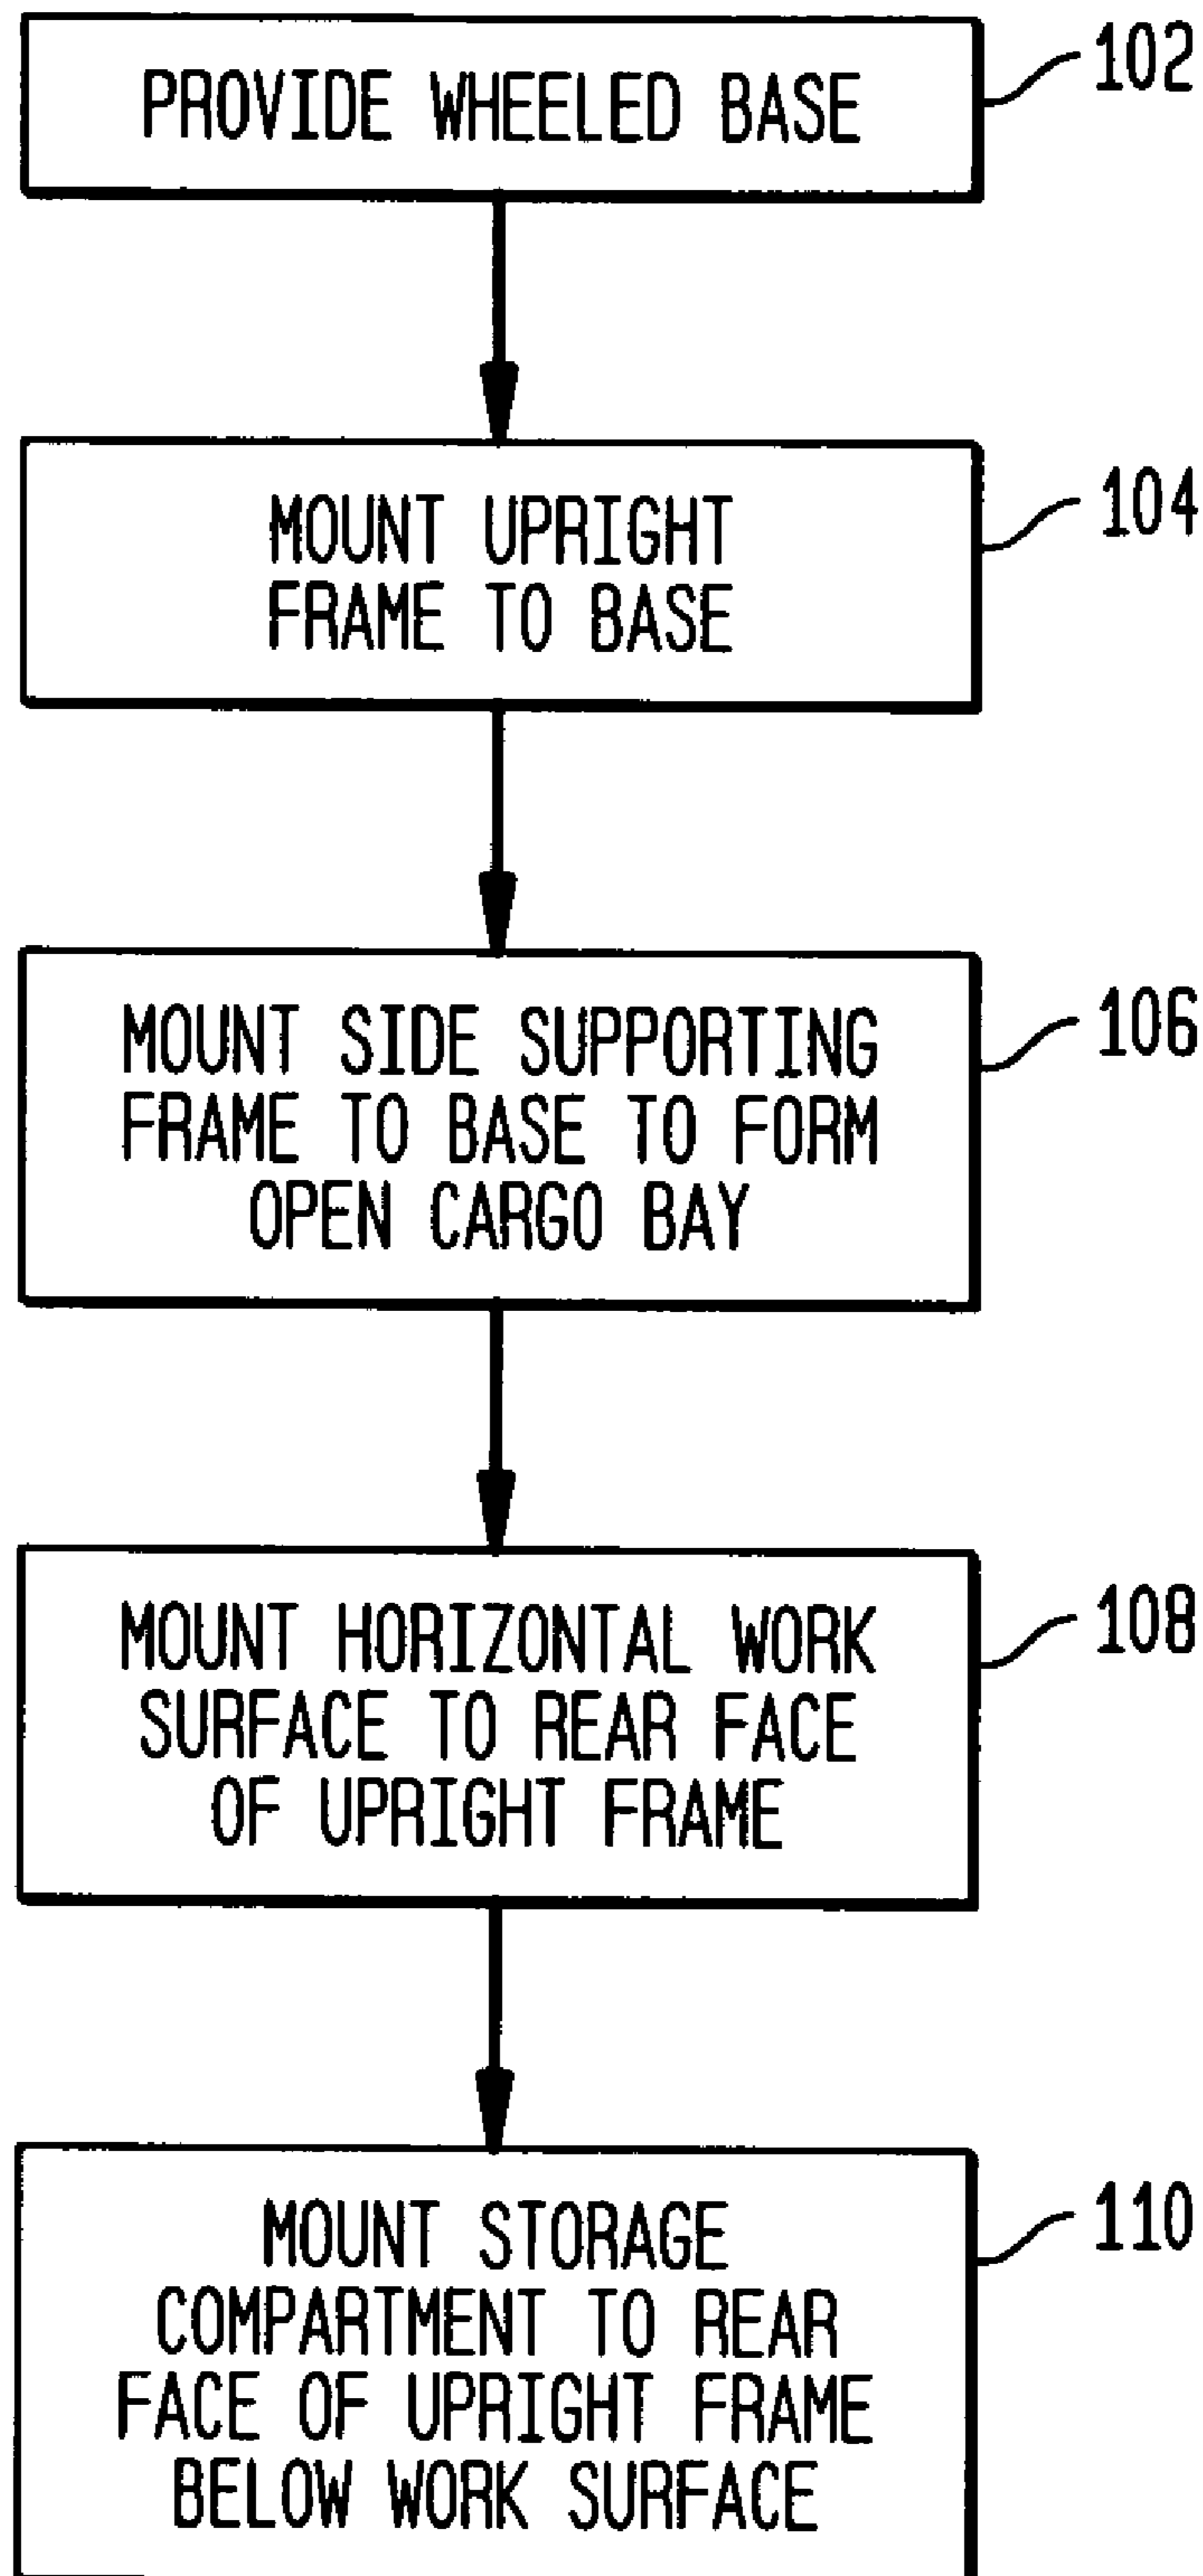 PROVIDE WHEELED BASE
102
MOUNT UPRIGHT
FRAME TO BASE
104
MOUNT SIDE SUPPORTING
FRAME TO BASE TO FORM
OPEN CARGO BAY
106
MOUNT HORIZONTAL WORK
SURFACE TO REAR FACE
OF UPRIGHT FRAME
108
MOUNT STORAGE
COMPARTMENT TO REAR
FACE OF UPRIGHT FRAME
BELOW WORK SURFACE
110